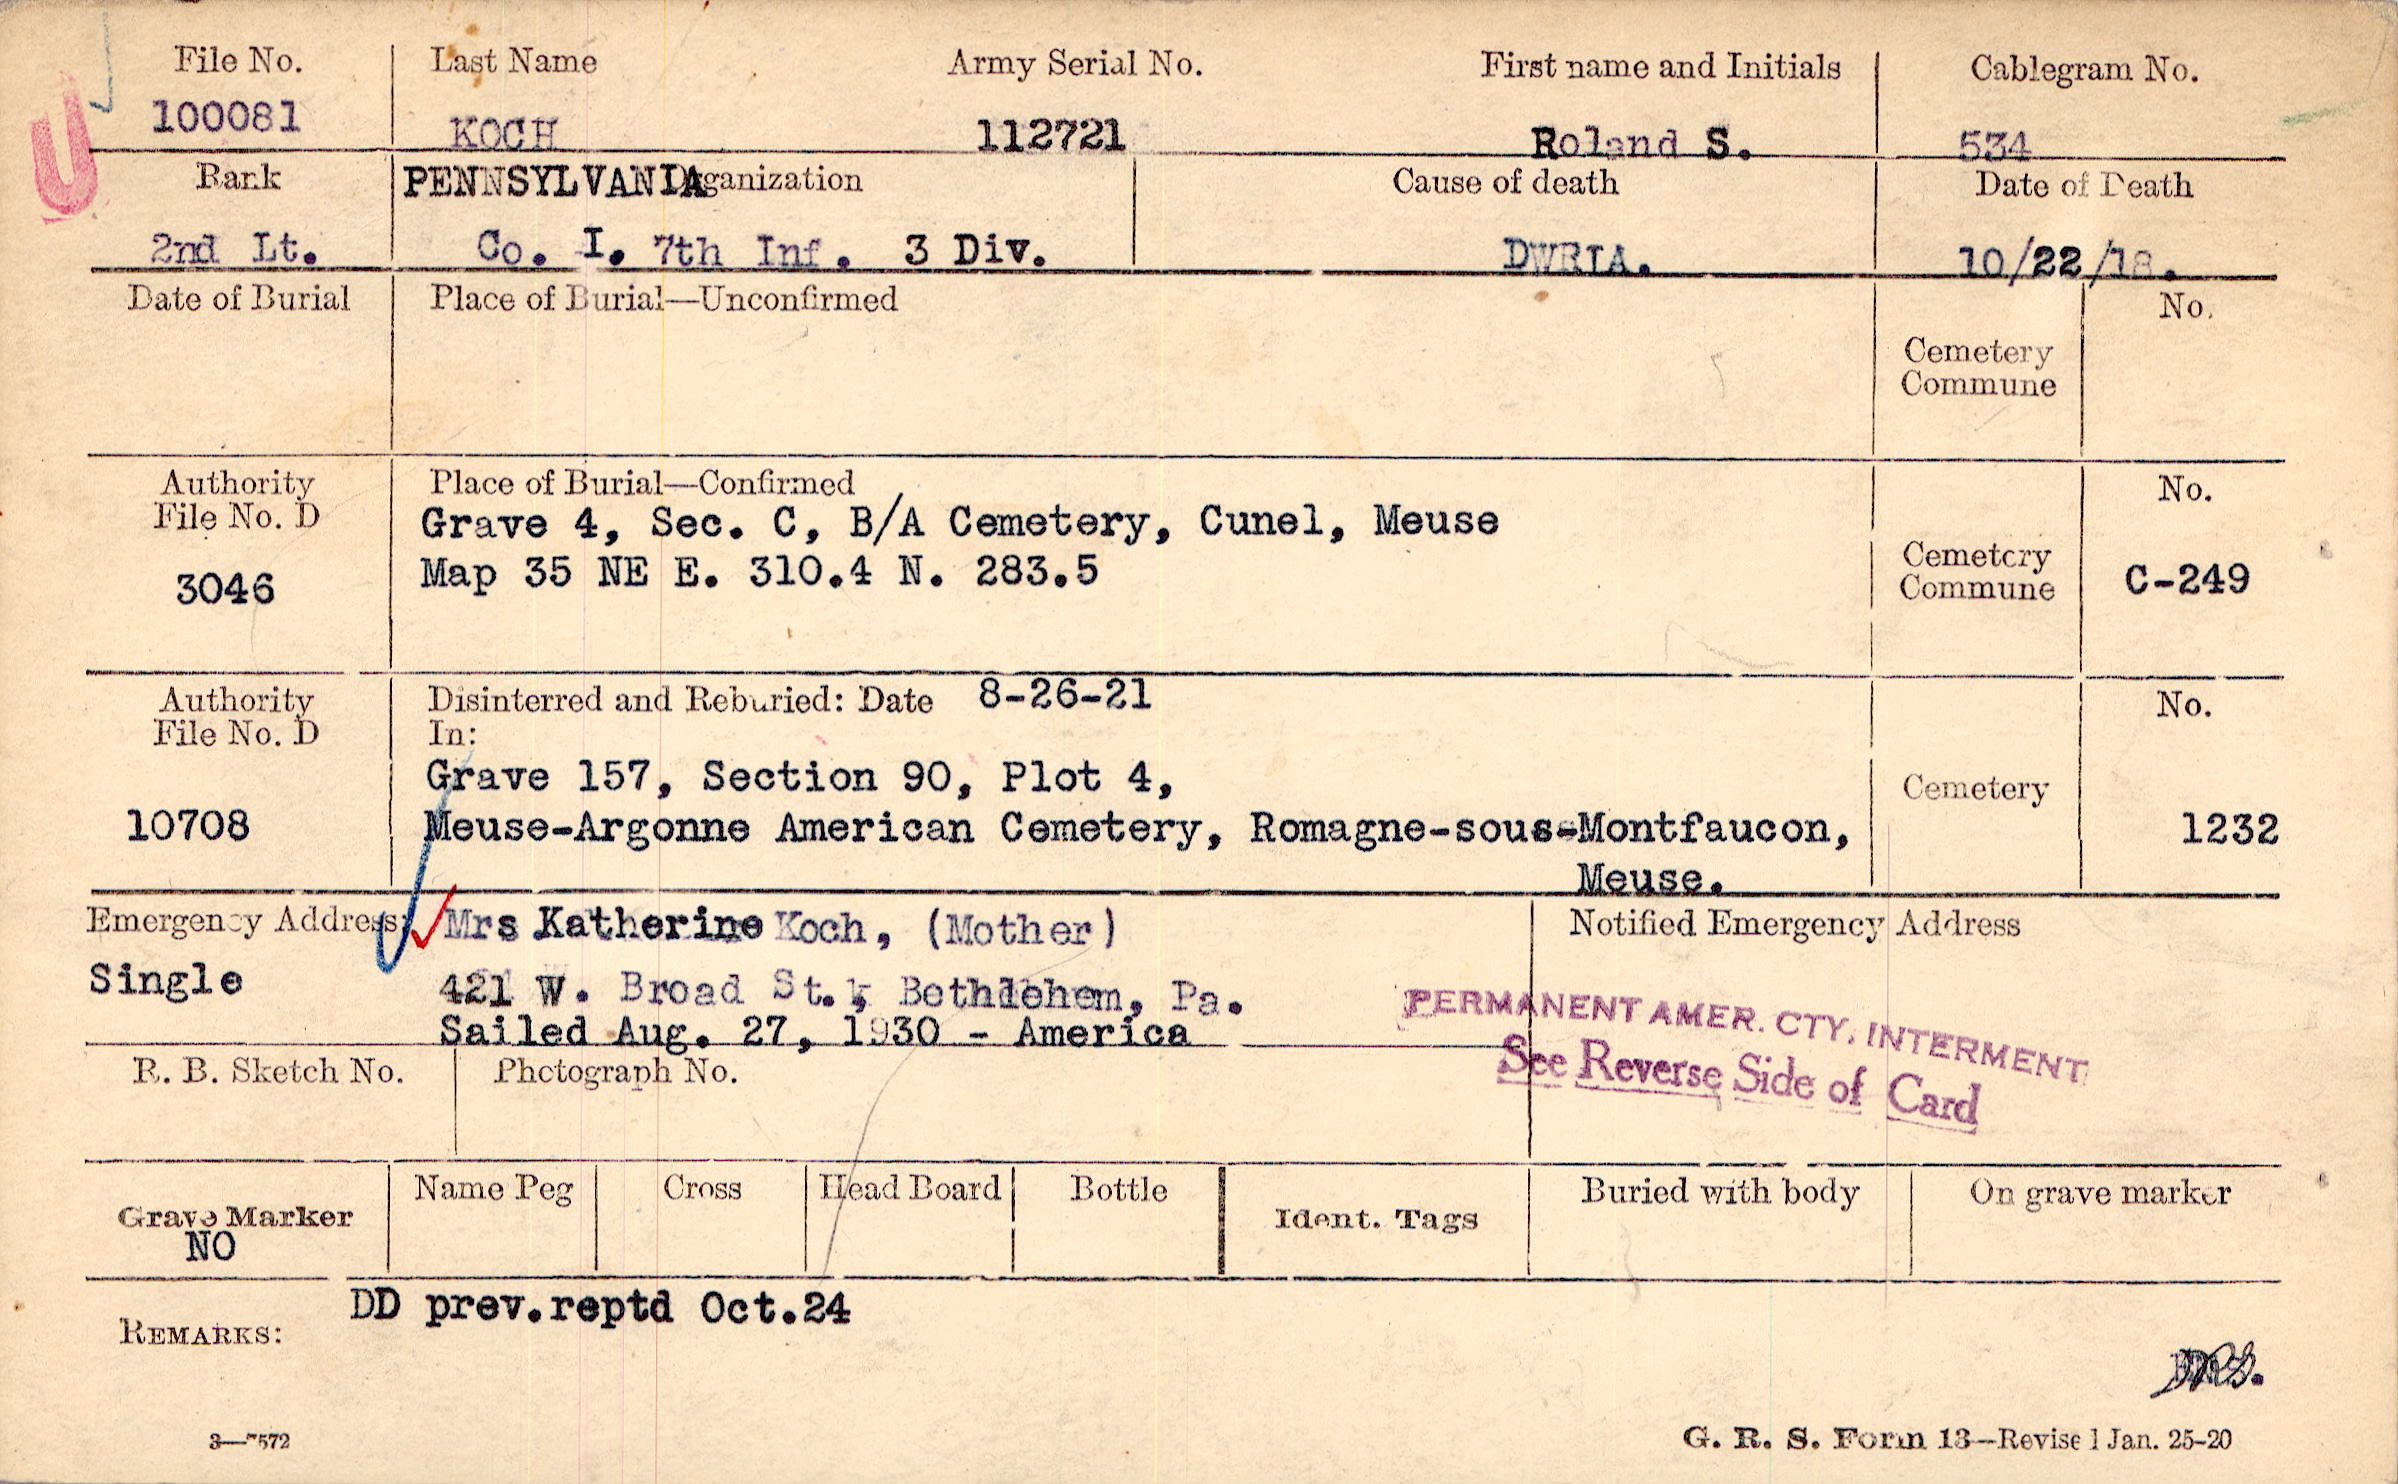 File No. Last Name Army Serial No. First name and Initials Cablegram No.
100081 KOCH 112721 Roland S. 534
Rank PENNSYLVANIA Organization Cause of death Date of Death
2nd Lt. Co. I. 7th Inf. 3 Div. DWRIA. 10/22/18.
Date of Burial Place of Burial—Unconfirmed No.
Cemetery
Commune
Authority Place of Burial—Confirmed No.
File No. D Grave 4, Sec. C, B/A Cemetery, Cunel, Meuse
3046 Map 35 NE E. 310.4 N. 283.5 Cemetery
Commune C-249
Authority Disinterred and Reburied: Date 8-26-21 No.
File No. D In:
Grave 157, Section 90, Plot 4, Cemetery
10708 Meuse-Argonne American Cemetery, Romagne-sous-Montfaucon, 1232
Meuse.
Emergency Address: Mrs Katherine Koch, (Mother) Notified Emergency Address
Single 421 W. Broad St., Bethlehem, Pa.
Sailed Aug. 27, 1930 - America
PERMANENT AMER. CTY. INTERMENT
See Reverse Side of Card
R. B. Sketch No. Photograph No.
Name Peg Cross Head Board Bottle Buried with body On grave marker
Grave Marker Ident. Tags
NO
DD prev.reptd Oct.24
REMARKS:
3—7572 G. R. S. Form 13—Revised Jan. 25-20
U